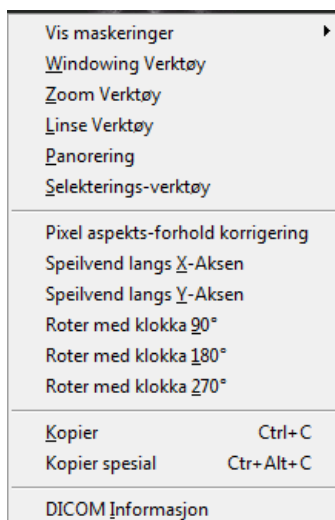 Vis maskeringer
Windowing Verktøy
Zoom Verktøy
Linse Verktøy
Panorering
Selekterings-verktøy
Pixel aspekts-forhold korrigering
Speilvend langs X-Aksen
Speilvend langs Y-Aksen
Roter med klokka 90°
Roter med klokka 180°
Roter med klokka 270°
Kopier Ctrl+C
Kopier spesial Ctr+Alt+C
DICOM Informasjon